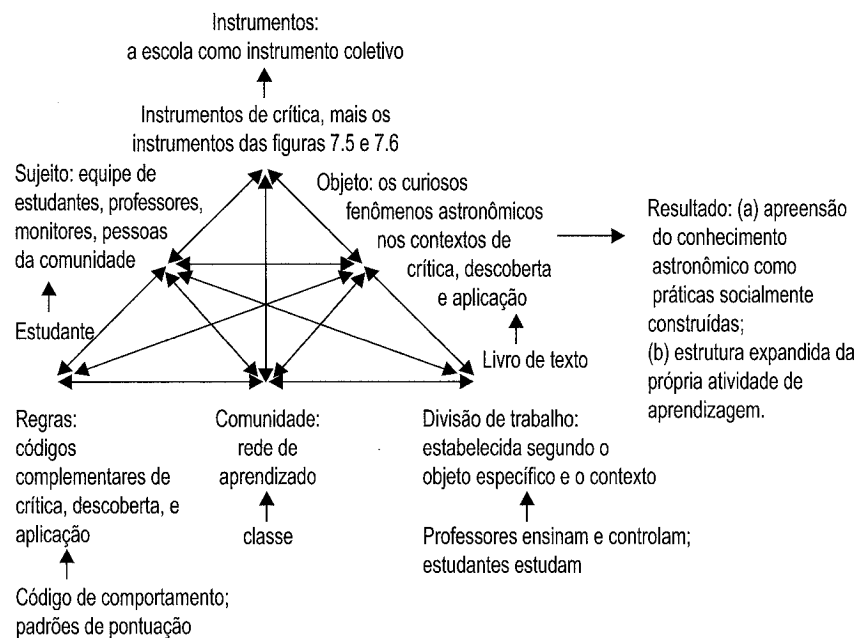 Instrumentos:
a escola como instrumento coletivo
Instrumentos de crítica, mais os
instrumentos das figuras 7.5 e 7.6
Sujeito: equipe de
estudantes, professores,
monitores, pessoas
da comunidade
Estudante
Objeto: os curiosos
fenômenos astronômicos
nos contextos de
crítica, descoberta
e aplicação
Livro de texto
Resultado: (a) apreensão
do conhecimento
astronômico como
práticas socialmente
construídas;
(b) estrutura expandida da
própria atividade de
aprendizagem.
Regras:
códigos
complementares de
crítica, descoberta, e
aplicação
Código de comportamento;
padrões de pontuação
Comunidade:
rede de
aprendizado
classe
Divisão de trabalho:
estabelecida segundo o
objeto específico e o contexto
Professores ensinam e controlam;
estudantes estudam